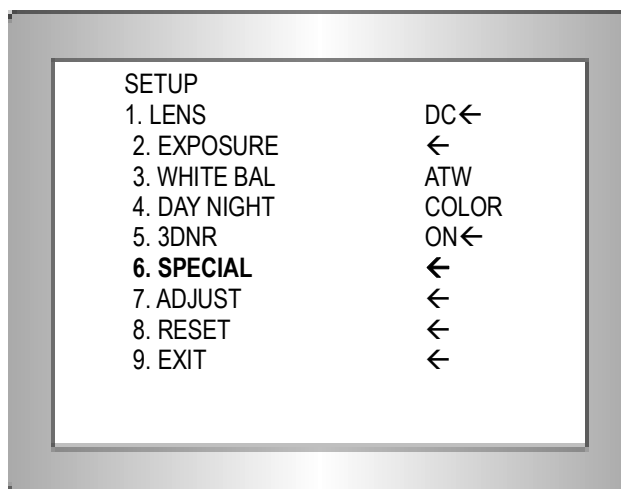 SETUP
1. LENS DC←
2. EXPOSURE ←
3. WHITE BAL ATW
4. DAY NIGHT COLOR
5. 3DNR ON←
6. SPECIAL ←
7. ADJUST ←
8. RESET ←
9. EXIT ←